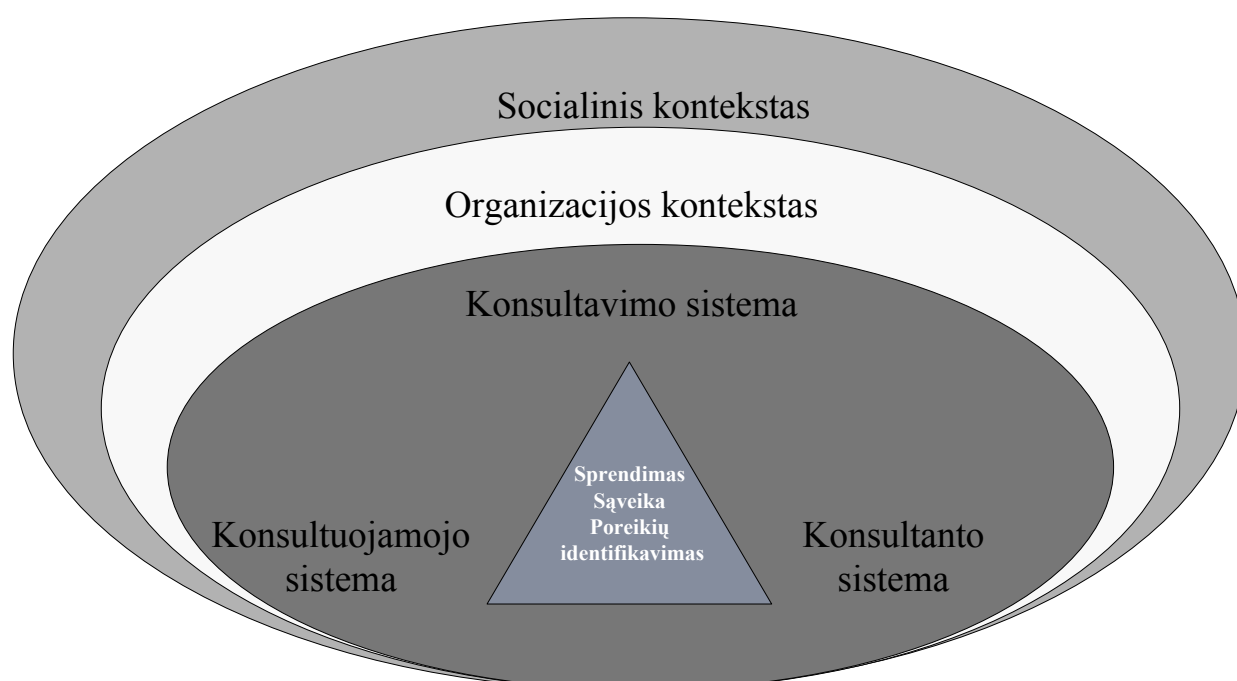 Socialinis kontekstas
Organizacijos kontekstas
Konsultavimo sistema
Sprendimas
Sąveika
Poreikių
identifikavimas
Konsultuojamojo
sistema
Konsultanto
sistema